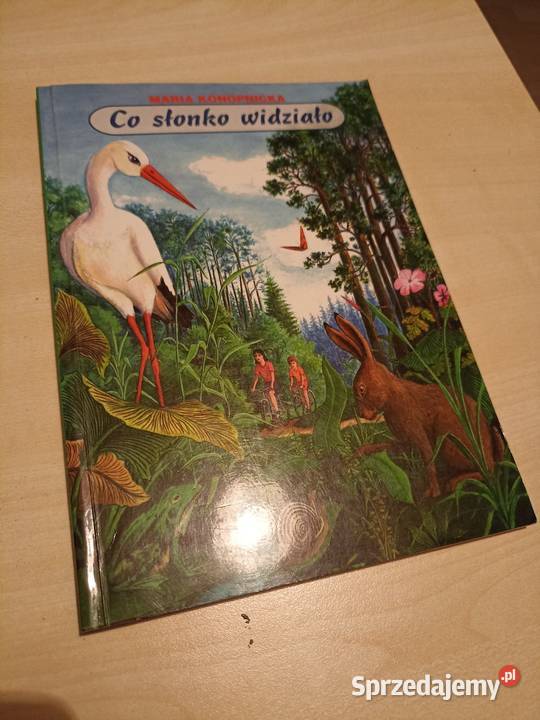 MARIA KONOPNICKA
Co słonko widziało
Sprzedajemy.pl